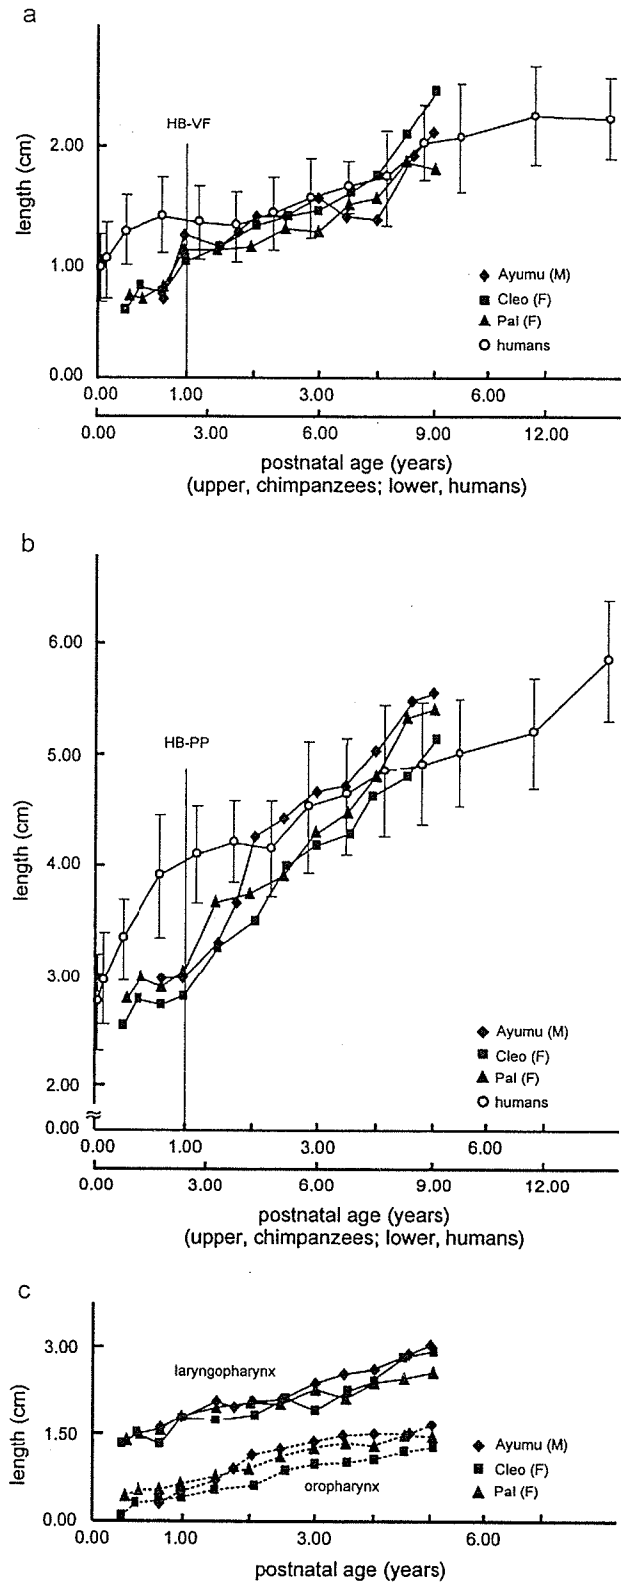 a
HB-VF
2.00
1.00
0.00
length (cm)
Ayumu (M)
Cleo (F)
Pal (F)
humans
0.00 1.00 3.00 6.00
0.00 3.00 6.00 9.00 12.00
postnatal age (years)
(upper, chimpanzees; lower, humans)
b
HB-PP
6.00
5.00
4.00
3.00
2.00
0.00
length (cm)
Ayumu (M)
Cleo (F)
Pal (F)
humans
0.00 1.00 3.00 6.00
0.00 3.00 6.00 9.00 12.00
postnatal age (years)
(upper, chimpanzees; lower, humans)
c
3.00
1.50
0.00
length (cm)
laryngopharynx
oropharynx
Ayumu (M)
Cleo (F)
Pal (F)
0.00 1.00 3.00 6.00
postnatal age (years)